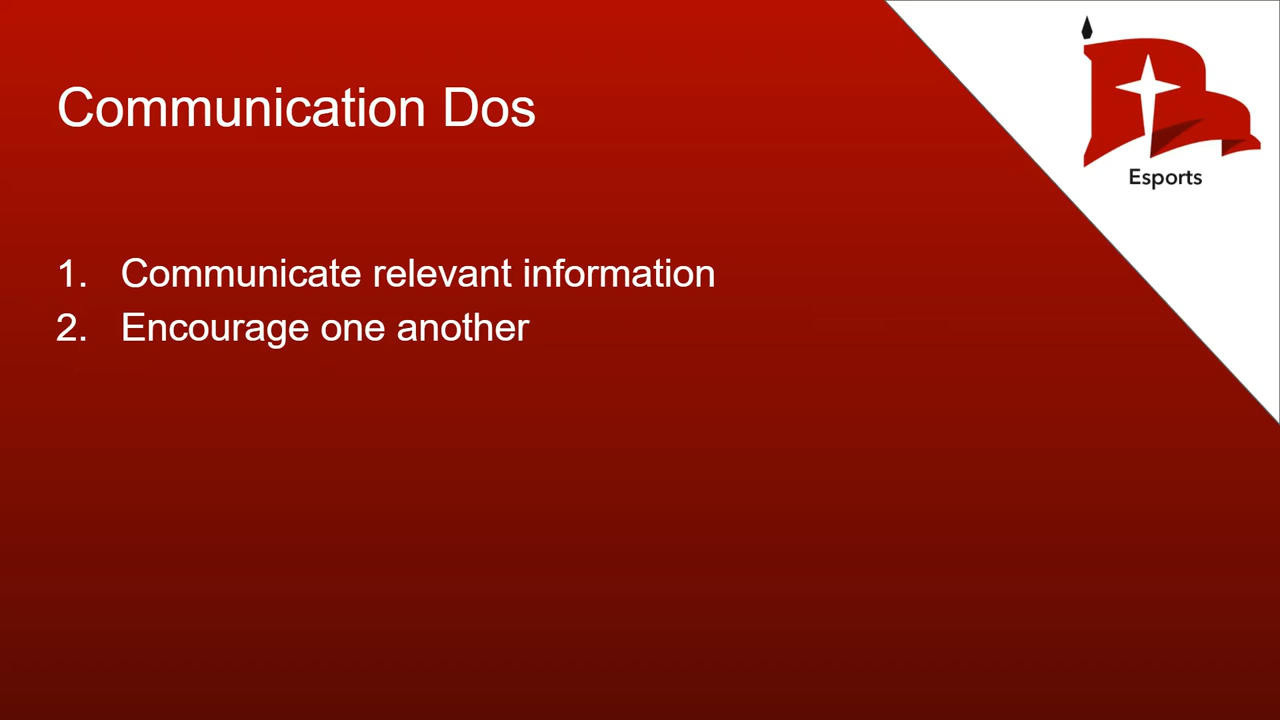 Communication Dos
Esports
1. Communicate relevant information
2. Encourage one another